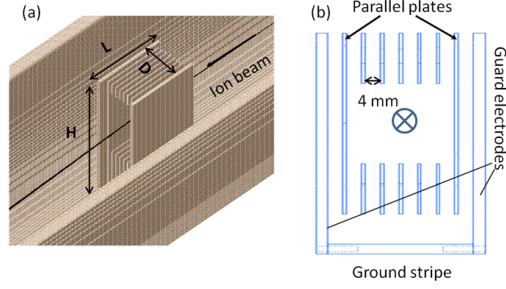 (a)
L
D
H
Ion beam
(b)
Parallel plates
4 mm
Guard electrodes
Ground stripe